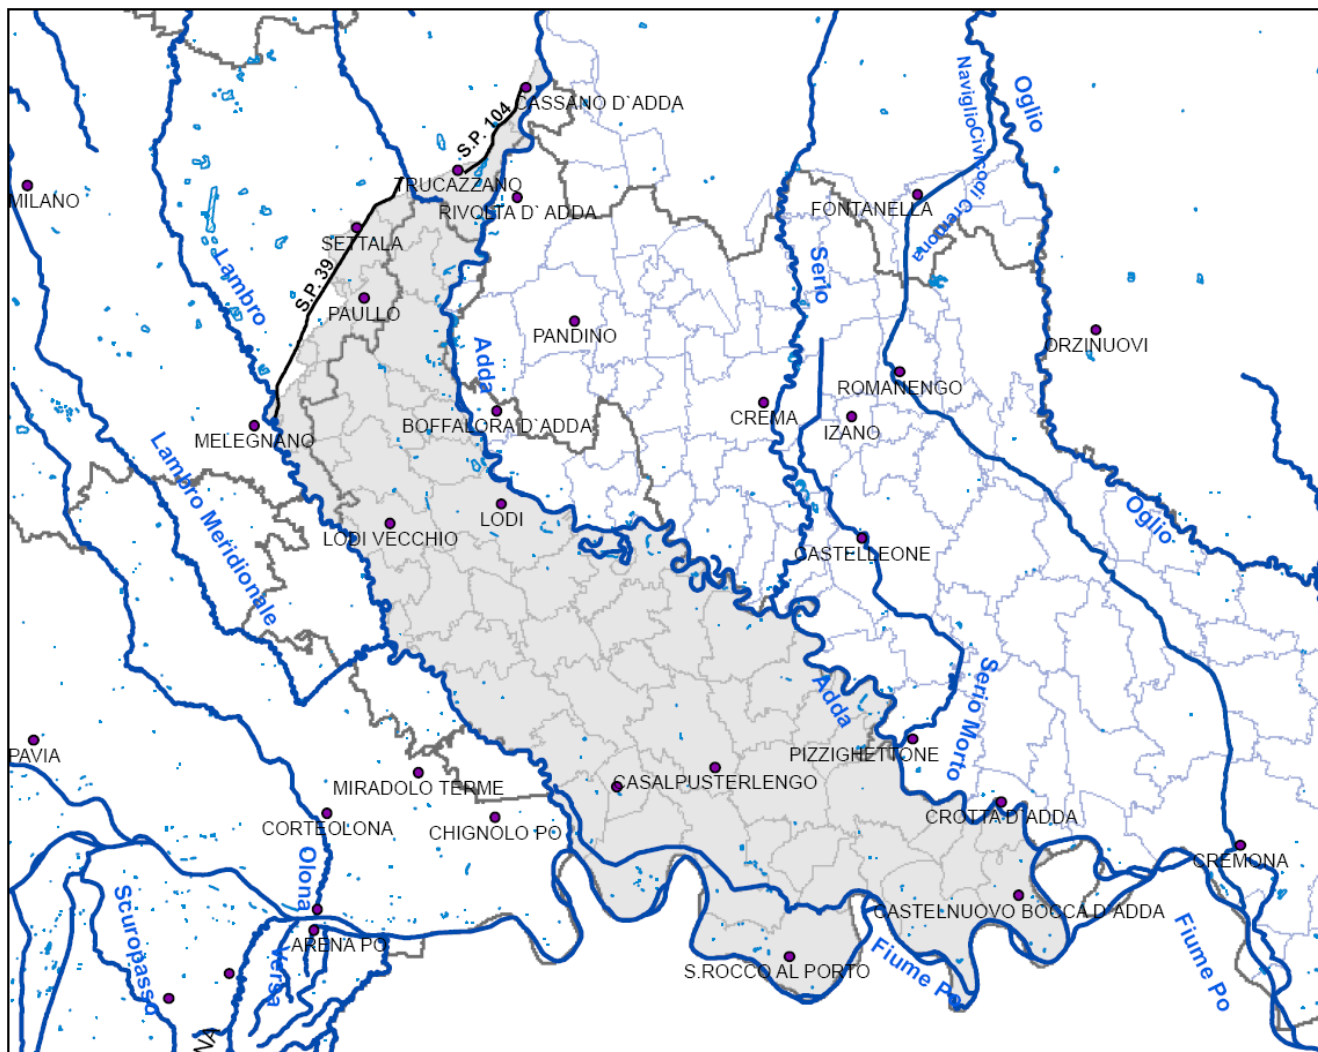 CASSANO D`ADDA
S.P. 104
Oglio
NaviglioCivicodi Cremona
TRUCAZZANO
MILANO
RIVOLTA D` ADDA
FONTANELLA
SETTALA
Lambro
Serio
S.P. 39
PAULLO
PANDINO
ORZINUOVI
Adda
ROMANENGO
BOFFALORA D`ADDA
CREMA
IZANO
MELEGNANO
Lambro Meridionale
LODI
Oglio
LODI VECCHIO
CASTELLEONE
Adda
Serio Morto
PIZZIGHETTONE
PAVIA
MIRADOLO TERME
CASALPUSTERLENGO
CORTEOLONA
CHIGNOLO PO
CROTTA D'ADDA
CREMONA
Olona
Scuropasso
CASTELNUOVO BOCCA D`ADDA
ARENA PO
Versa
S.ROCCO AL PORTO
Fiume Po
Fiume Po